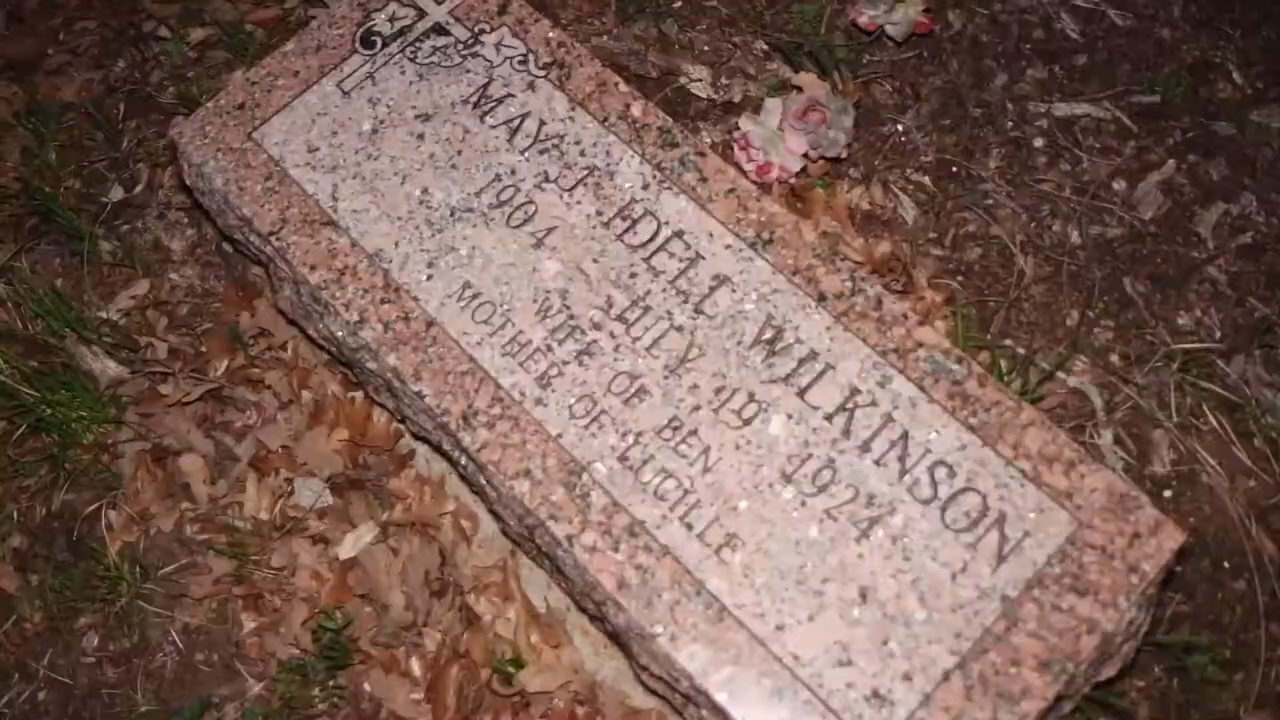 MAY J IDELL WILKINSON
1904 JULY 19 1924
WIFE OF BEN
MOTHER OF LUCILLE